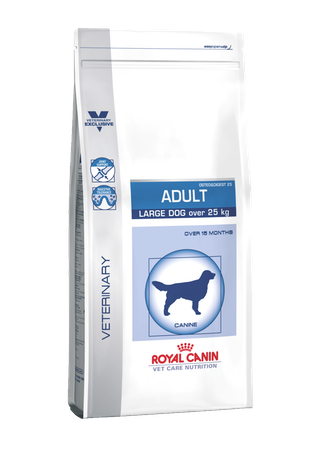 VETERINARY
EXCLUSIVE
VETERINARY
ADULT
LARGE DOG over 25 kg
OVER 15 MONTHS
CANINE
ROYAL CANIN
VET CARE NUTRITION